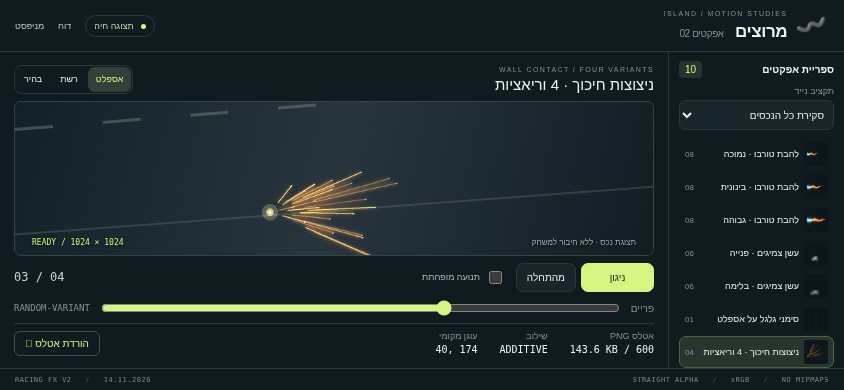 ISLAND / MOTION STUDIES
מרוצים אפקטים 02
תצוגה חיה
דוח
מניפסט
ספריית אפקטים
10
תקציב נייד
סקירת כל הנכסים
להבת טורבו · נמוכה
08
להבת טורבו · בינונית
08
להבת טורבו · גבוהה
08
עשן צמיגים · פנייה
06
עשן צמיגים · בלימה
06
סימני גלגל על אספלט
01
ניצוצות חיכוך · 4 וריאציות
04
WALL CONTACT / FOUR VARIANTS
ניצוצות חיכוך · 4 וריאציות
אספלט
רשת
בהיר
READY / 1024 × 1024
תצוגת נכס · ללא חיבור למשחק
ניגון
מהתחלה
תנועה מופחתת
03 / 04
פריים
RANDOM-VARIANT
אטלס PNG
143.6 KB / 600
שילוב
ADDITIVE
עוגן מקומי
40, 174
הורדת אטלס
RACING FX V2 / 14.11.2026
STRAIGHT ALPHA / sRGB / NO MIPMAPS